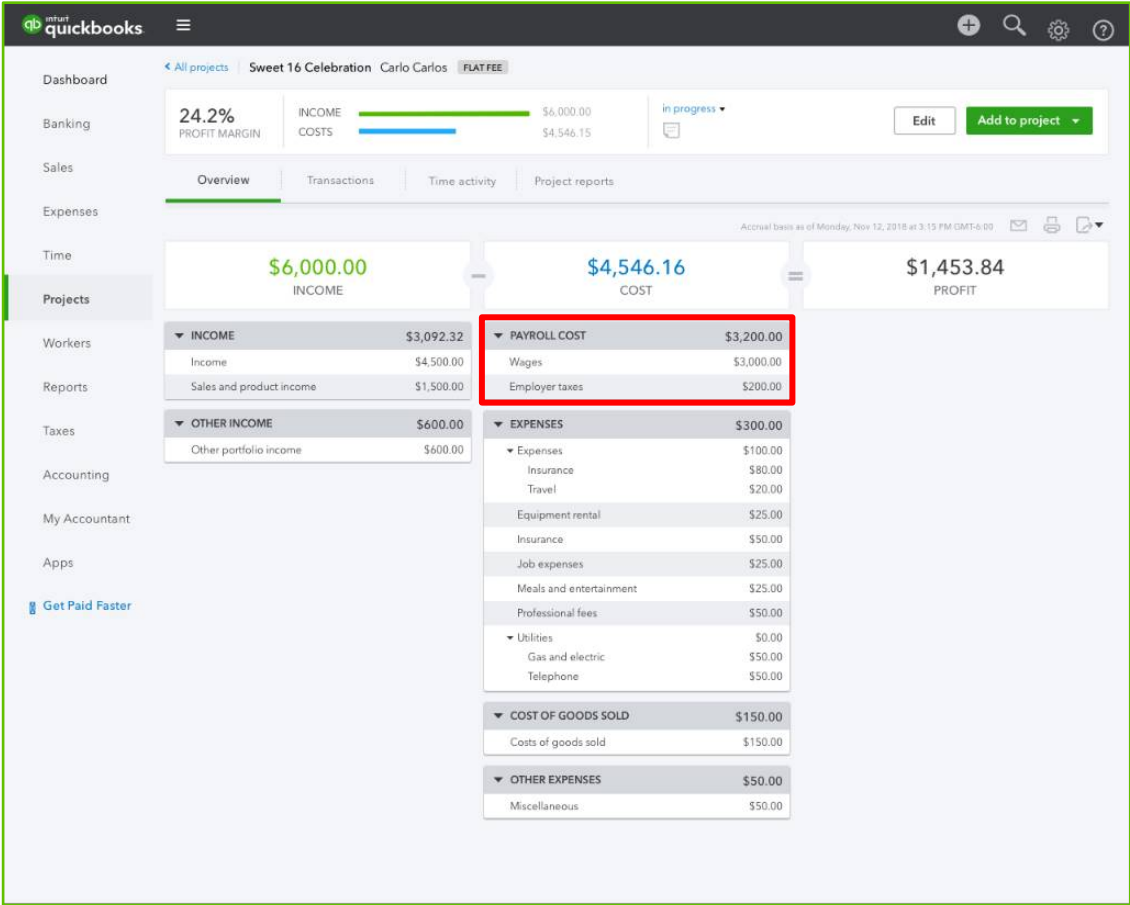 intuit
quickbooks
Dashboard
Banking
Sales
Expenses
Time
Projects
Workers
Reports
Taxes
Accounting
My Accountant
Apps
Get Paid Faster
All projects Sweet 16 Celebration Carlo Carlos FLAT FEE
24.2%
PROFIT MARGIN
INCOME $6,000.00
COSTS $4,546.15
in progress
Edit
Add to project
Overview Transactions Time activity Project reports
Accrual basis as of Monday, Nov 12, 2018 at 3:15 PM GMT-6:00
$6,000.00
INCOME
–
$4,546.16
COST
=
$1,453.84
PROFIT
INCOME $3,092.32
Income $4,500.00
Sales and product income $1,500.00
OTHER INCOME $600.00
Other portfolio income $600.00
PAYROLL COST $3,200.00
Wages $3,000.00
Employer taxes $200.00
EXPENSES $300.00
Expenses $100.00
Insurance $80.00
Travel $20.00
Equipment rental $25.00
Insurance $50.00
Job expenses $25.00
Meals and entertainment $25.00
Professional fees $50.00
Utilities $0.00
Gas and electric $50.00
Telephone $50.00
COST OF GOODS SOLD $150.00
Costs of goods sold $150.00
OTHER EXPENSES $50.00
Miscellaneous $50.00